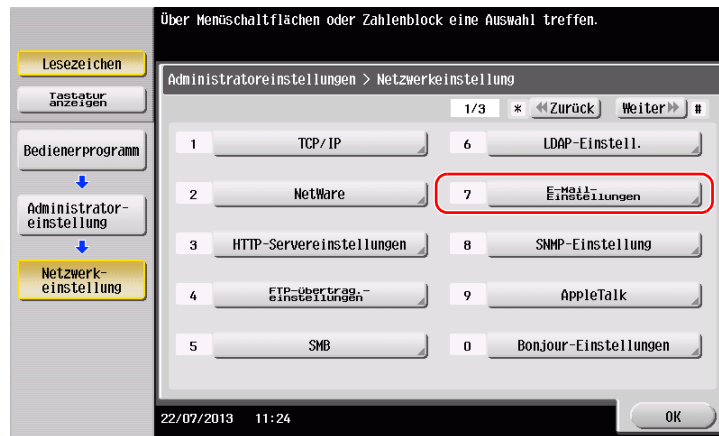 Über Menüschaltflächen oder Zahlenblock eine Auswahl treffen.
Lesezeichen
Tastatur
anzeigen
Bedienerprogramm
Administrator-
einstellung
Netzwerk-
einstellung
Administratoreinstellungen > Netzwerkeinstellung
1/3 * Zurück Weiter #
1 TCP/IP
2 NetWare
3 HTTP-Servereinstellungen
4 FTP-Übertrag.-
einstellungen
5 SMB
6 LDAP-Einstell.
7 E-Mail-
Einstellungen
8 SNMP-Einstellung
9 AppleTalk
0 Bonjour-Einstellungen
22/07/2013 11:24
OK